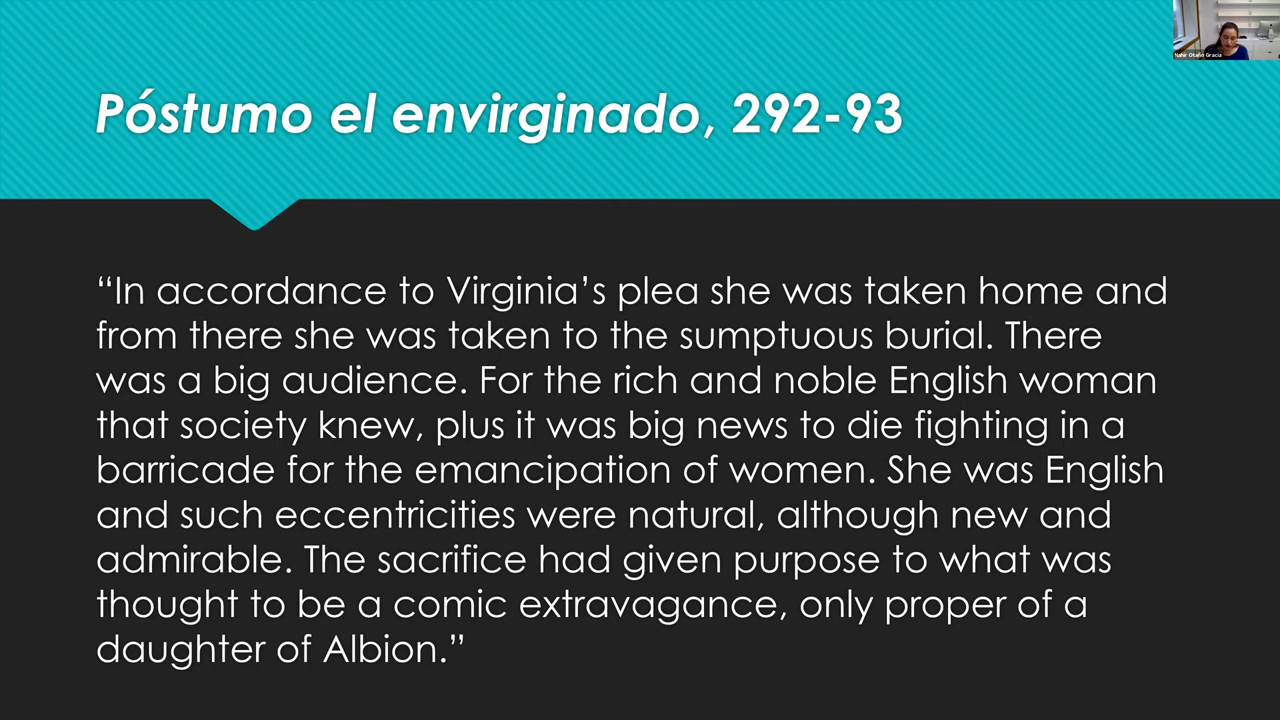 Nahir Otaño Gracia
Póstumo el envirginado, 292-93
“In accordance to Virginia’s plea she was taken home and
from there she was taken to the sumptuous burial. There
was a big audience. For the rich and noble English woman
that society knew, plus it was big news to die fighting in a
barricade for the emancipation of women. She was English
and such eccentricities were natural, although new and
admirable. The sacrifice had given purpose to what was
thought to be a comic extravagance, only proper of a
daughter of Albion.”